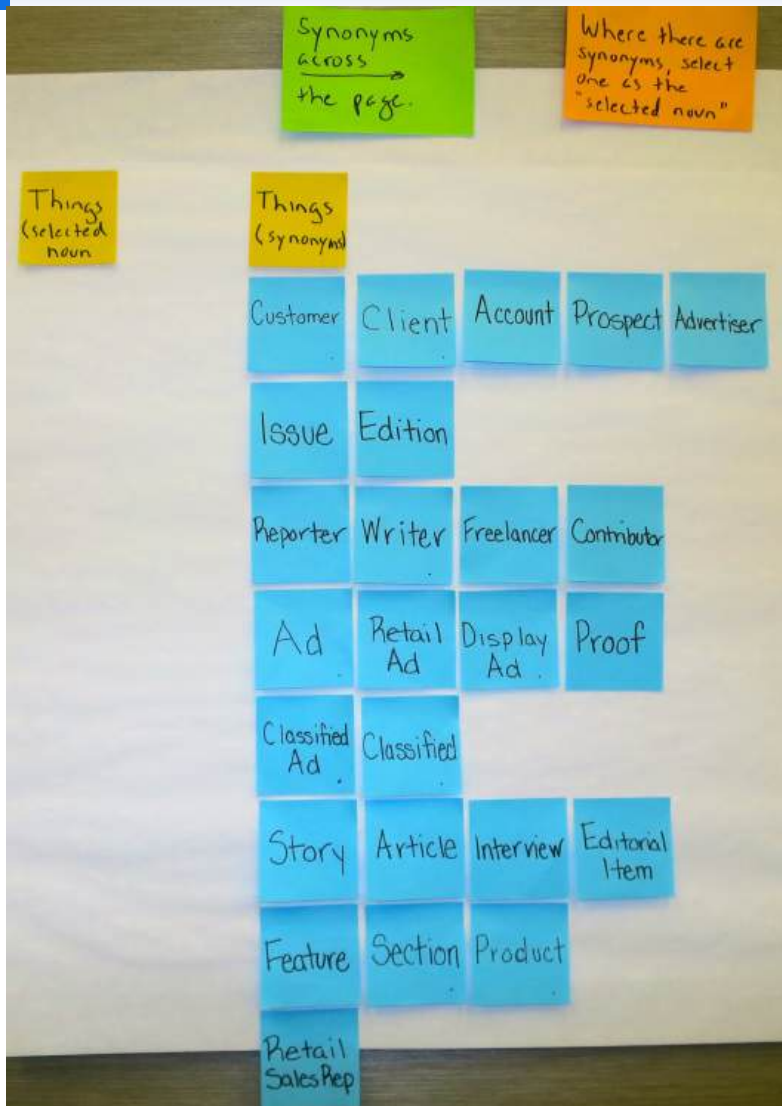 Synonyms
across
the page.
Where there are
synonyms, select
one as the
"selected noun"
Things
(selected
noun
Things
(synonyms)
Customer
Client
Account
Prospect
Advertiser
Issue
Edition
Reporter
Writer
Freelancer
Contributor
Ad
Retail
Ad
Display
Ad
Proof
Classified
Ad
Classified
Story
Article
Interview
Editorial
Item
Feature
Section
Product
Retail
Sales Rep